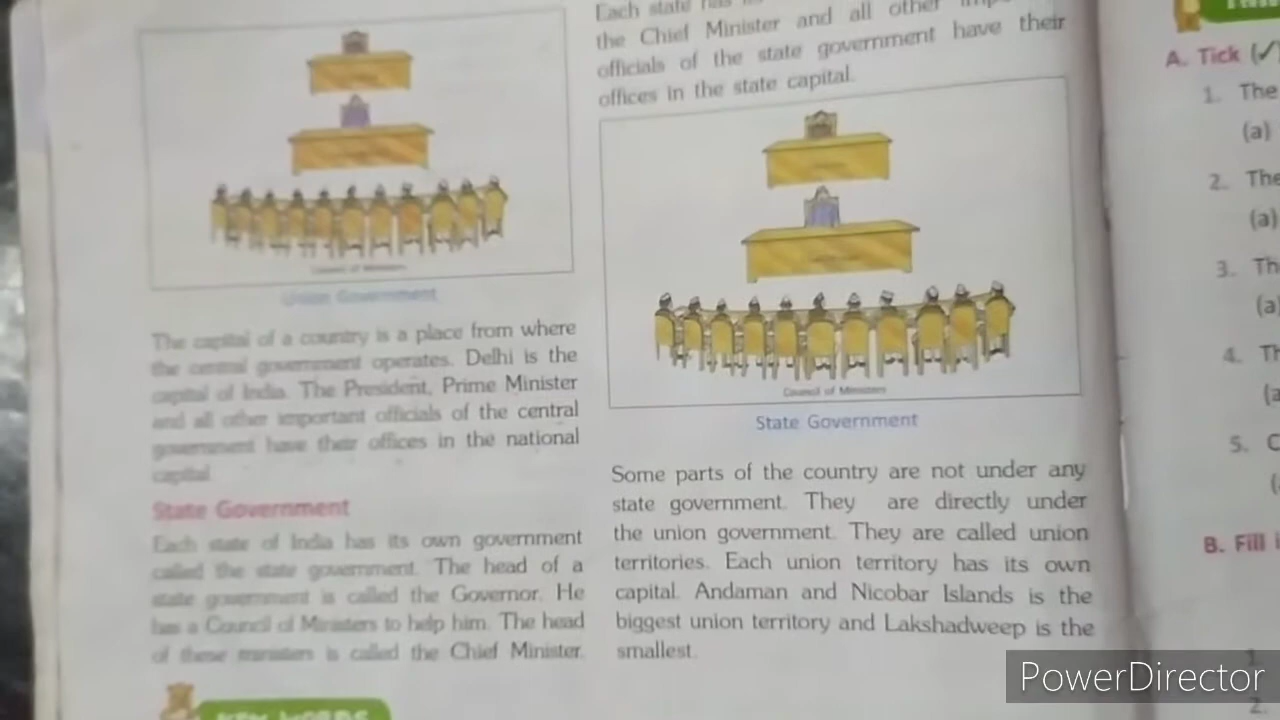 Council of Ministers
Union Government
The capital of a country is a place from where
the central government operates. Delhi is the
capital of India. The President, Prime Minister
and all other important officials of the central
government have their offices in the national
capital
State Government
Each state of India has its own government
called the state government. The head of a
state government is called the Governor. He
has a Council of Ministers to help him. The head
of these ministers is called the Chief Minister.
KEY WORDS
Each state has
the Chief Minister and all other
officials of the state government have their
offices in the state capital.
Council of Ministers
State Government
Some parts of the country are not under any
state government. They are directly under
the union government. They are called union
territories. Each union territory has its own
capital. Andaman and Nicobar Islands is the
biggest union territory and Lakshadweep is the
smallest.
A. Tick (✓)
1. The
(a)
2. The
(a)
3. Th
(a)
4. Th
(a
5. C
(a
B. Fill i
1.
2.
PowerDirector